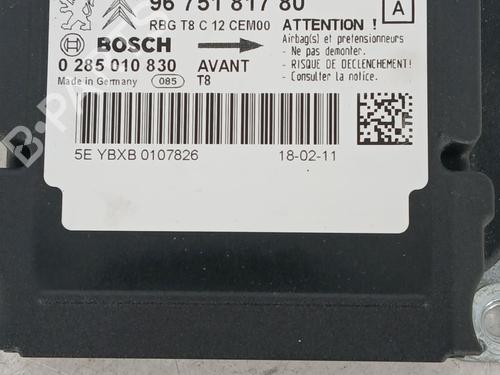 96 751 817 80
RBG T8 C 12 CEM00
A
ATTENTION !
Airbag(s) et pretensionneurs
- Ne pas demonter.
- RISQUE DE DECLENCHEMENT!
- Consulter la notice.
BOSCH
0 285 010 830 AVANT
Made in Germany 085 T8
5E YBXB 0107826 18-02-11